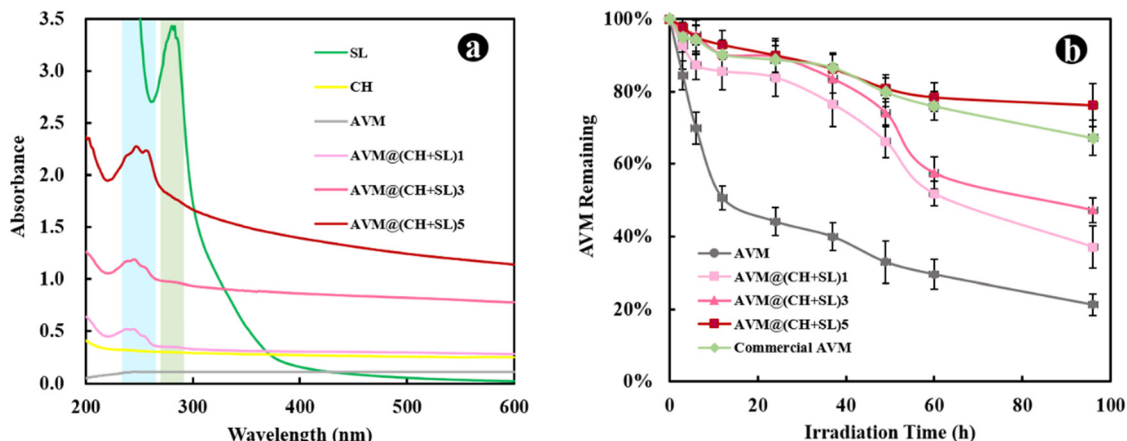 a
3.5
3.0
2.5
2.0
1.5
1.0
0.5
0.0
Absorbance
SL
CH
AVM
AVM@(CH+SL)1
AVM@(CH+SL)3
AVM@(CH+SL)5
200 300 400 500 600
Wavelength (nm)
b
100%
80%
60%
40%
20%
0%
AVM Remaining
AVM
AVM@(CH+SL)1
AVM@(CH+SL)3
AVM@(CH+SL)5
Commercial AVM
0 20 40 60 80 100
Irradiation Time (h)